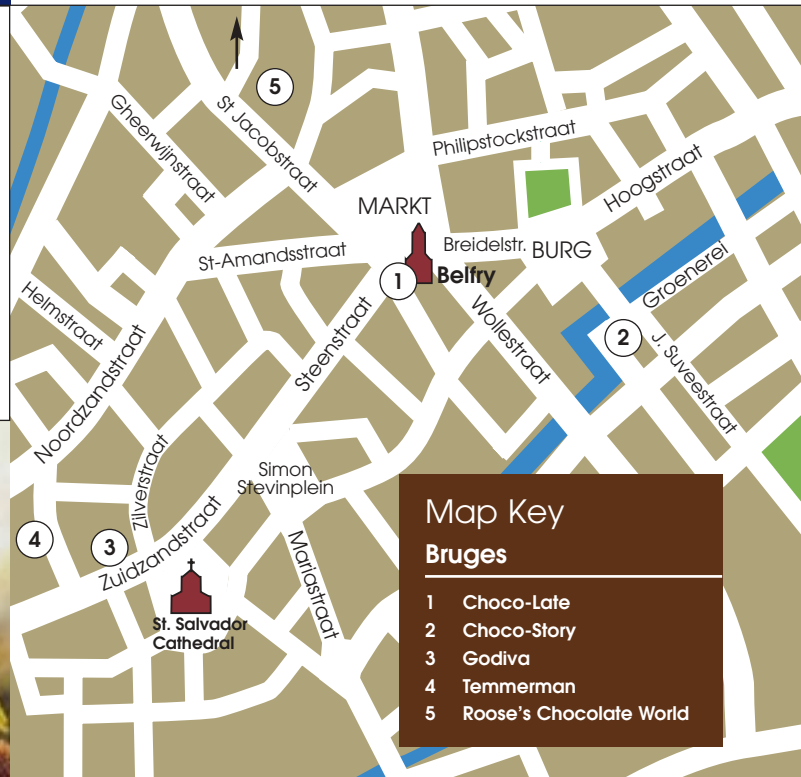 5
St Jacobstraat
Gheerwijnstraat
Philipstockstraat
Hoogstraat
MARKT
Breidelstr.
BURG
St-Amandsstraat
1
Belfry
Groenerei
Helmstraat
Steenstraat
Wollestraat
2
J. Suveestraat
Noordzandstraat
Zilverstraat
Simon
Stevinplein
4
3
Zuidzandstraat
Mariastraat
St. Salvador
Cathedral
Map Key
Bruges
1 Choco-Late
2 Choco-Story
3 Godiva
4 Temmerman
5 Roose's Chocolate World